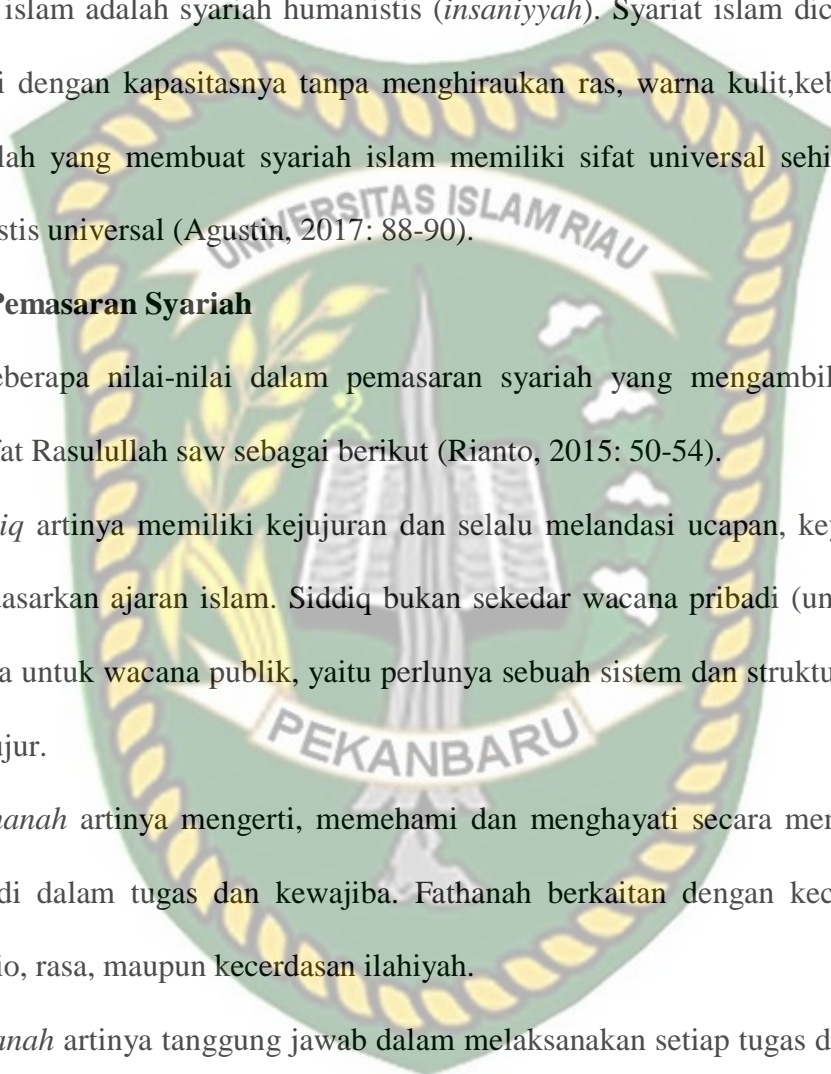 islam adalah syariah humanistis (insaniyyah). Syariat islam dic
i dengan kapasitasnya tanpa menghiraukan ras, warna kulit,keb
lah yang membuat syariah islam memiliki sifat universal sehi
UNIVERSITAS ISLAM RIAU
stis universal (Agustin, 2017: 88-90).
Pemasaran Syariah
eberapa nilai-nilai dalam pemasaran syariah yang mengambil
fat Rasulullah saw sebagai berikut (Rianto, 2015: 50-54).
iq artinya memiliki kejujuran dan selalu melandasi ucapan, key
dasarkan ajaran islam. Siddiq bukan sekedar wacana pribadi (un
a untuk wacana publik, yaitu perlunya sebuah sistem dan struktu
ujur.
PEKANBARU
hanah artinya mengerti, memehami dan menghayati secara men
di dalam tugas dan kewajiba. Fathanah berkaitan dengan kec
io, rasa, maupun kecerdasan ilahiyah.
anah artinya tanggung jawab dalam melaksanakan setiap tugas d